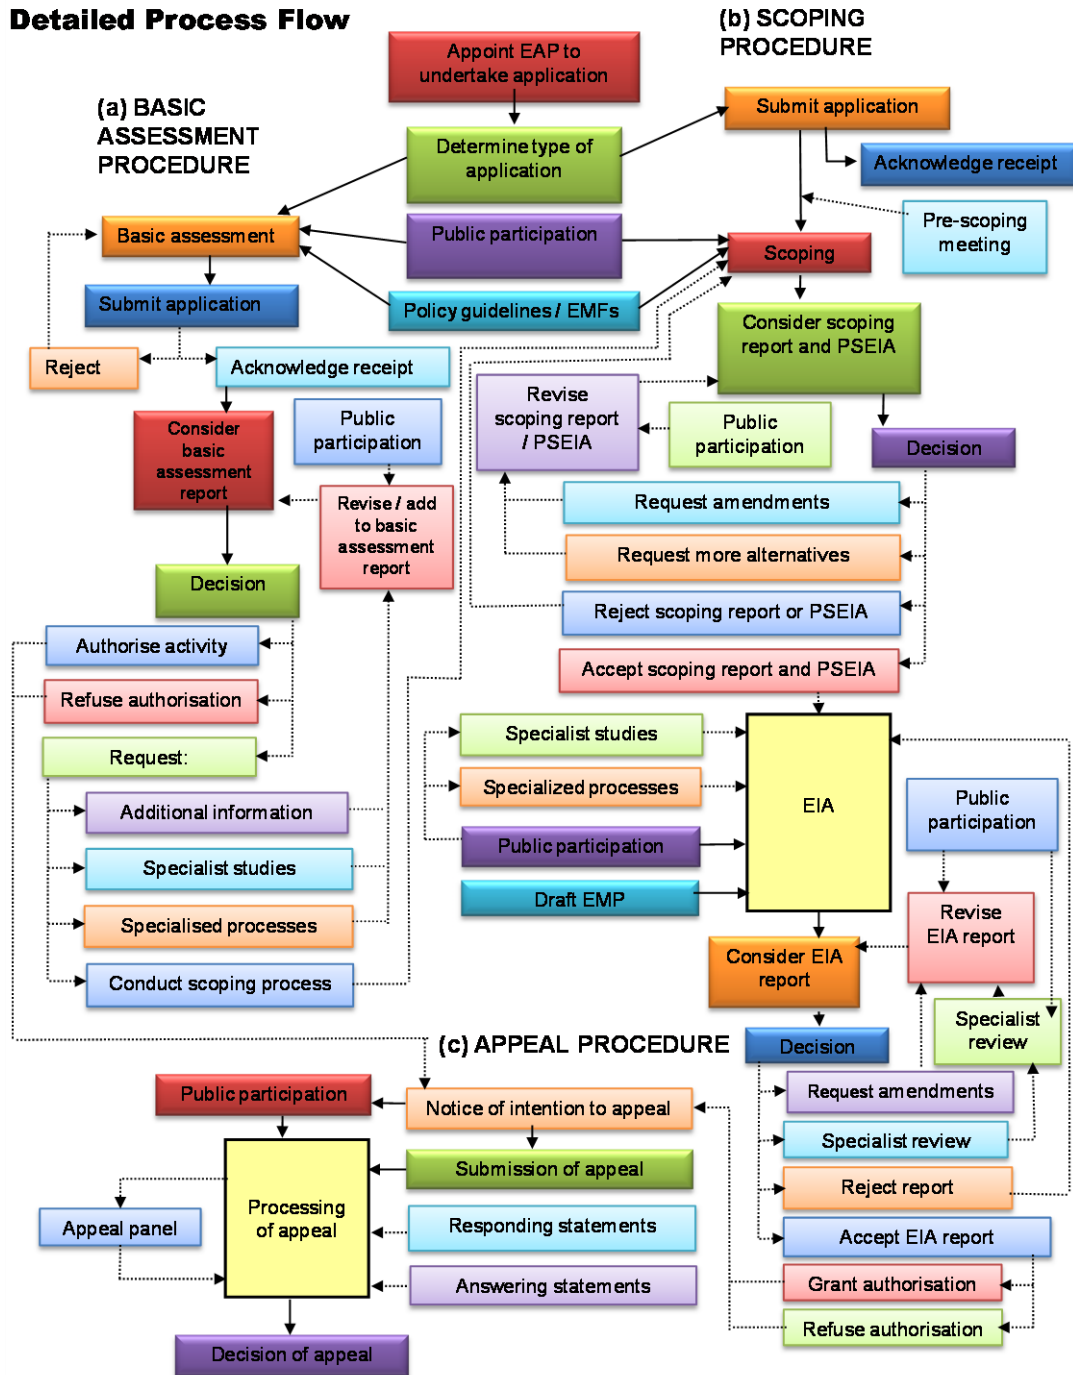 Detailed Process Flow
(b) SCOPING
PROCEDURE
Appoint EAP to
undertake application
(a) BASIC
ASSESSMENT
PROCEDURE
Submit application
Determine type of
application
Acknowledge receipt
Basic assessment
Public participation
Pre-scoping
meeting
Scoping
Submit application
Policy guidelines / EMFs
Consider scoping
report and PSEIA
Reject
Acknowledge receipt
Revise
scoping report
/ PSEIA
Public
participation
Public
participation
Consider
basic
assessment
report
Decision
Revise / add
to basic
assessment
report
Request amendments
Request more alternatives
Decision
Reject scoping report or PSEIA
Authorise activity
Accept scoping report and PSEIA
Refuse authorisation
Specialist studies
Request:
Specialized processes
EIA
Public
participation
Additional information
Public participation
Specialist studies
Draft EMP
Revise
EIA report
Specialised processes
Consider EIA
report
Conduct scoping process
Specialist
review
(c) APPEAL PROCEDURE
Decision
Public participation
Notice of intention to appeal
Request amendments
Submission of appeal
Specialist review
Processing
of appeal
Reject report
Appeal panel
Responding statements
Accept EIA report
Answering statements
Grant authorisation
Refuse authorisation
Decision of appeal